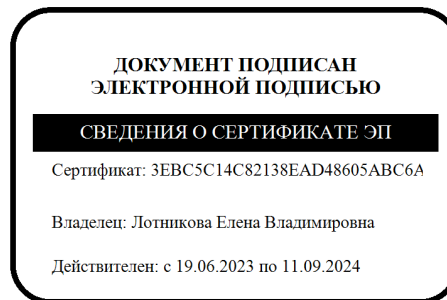 ДОКУМЕНТ ПОДПИСАН
ЭЛЕКТРОННОЙ ПОДПИСЬЮ
СВЕДЕНИЯ О СЕРТИФИКАТЕ ЭП
Сертификат: 3EBC5C14C82138EAD48605ABC6A
Владелец: Лотникова Елена Владимировна
Действителен: с 19.06.2023 по 11.09.2024